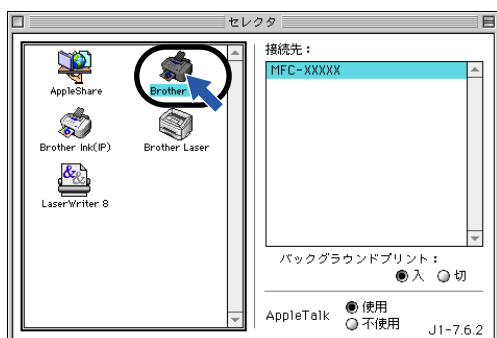 セレクタ
AppleShare
Brother
Brother Ink(IP)
Brother Laser
LaserWriter 8
接続先：
MFC-XXXXX
バックグラウンドプリント：
入 切
AppleTalk
使用
不使用
J1-7.6.2